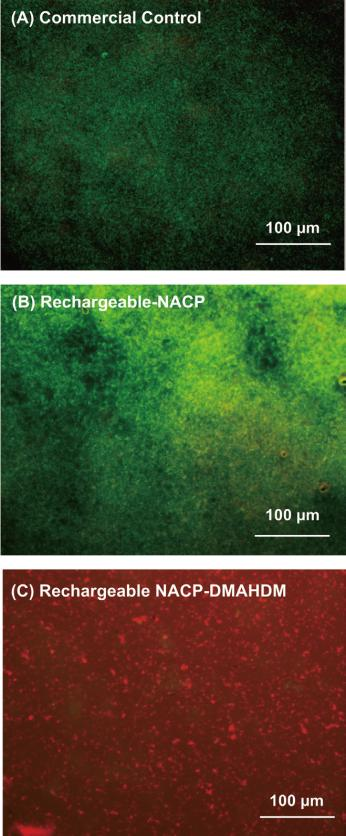 (A) Commercial Control
100 µm
(B) Rechargeable-NACP
100 µm
(C) Rechargeable NACP-DMAHDM
100 µm